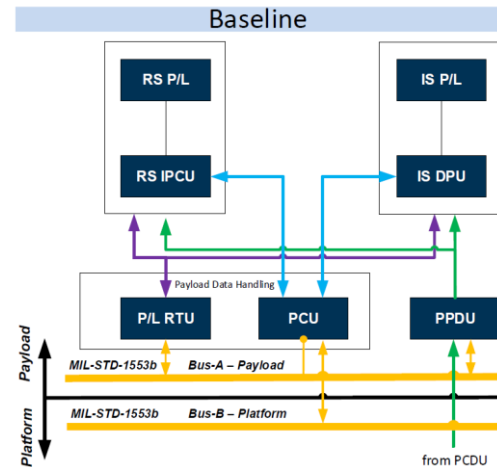 Baseline
RS P/L
IS P/L
RS IPCU
IS DPU
Payload Data Handling
P/L RTU
PCU
PPDU
Payload
MIL-STD-1553b
Bus-A – Payload
Platform
MIL-STD-1553b
Bus-B – Platform
from PCDU